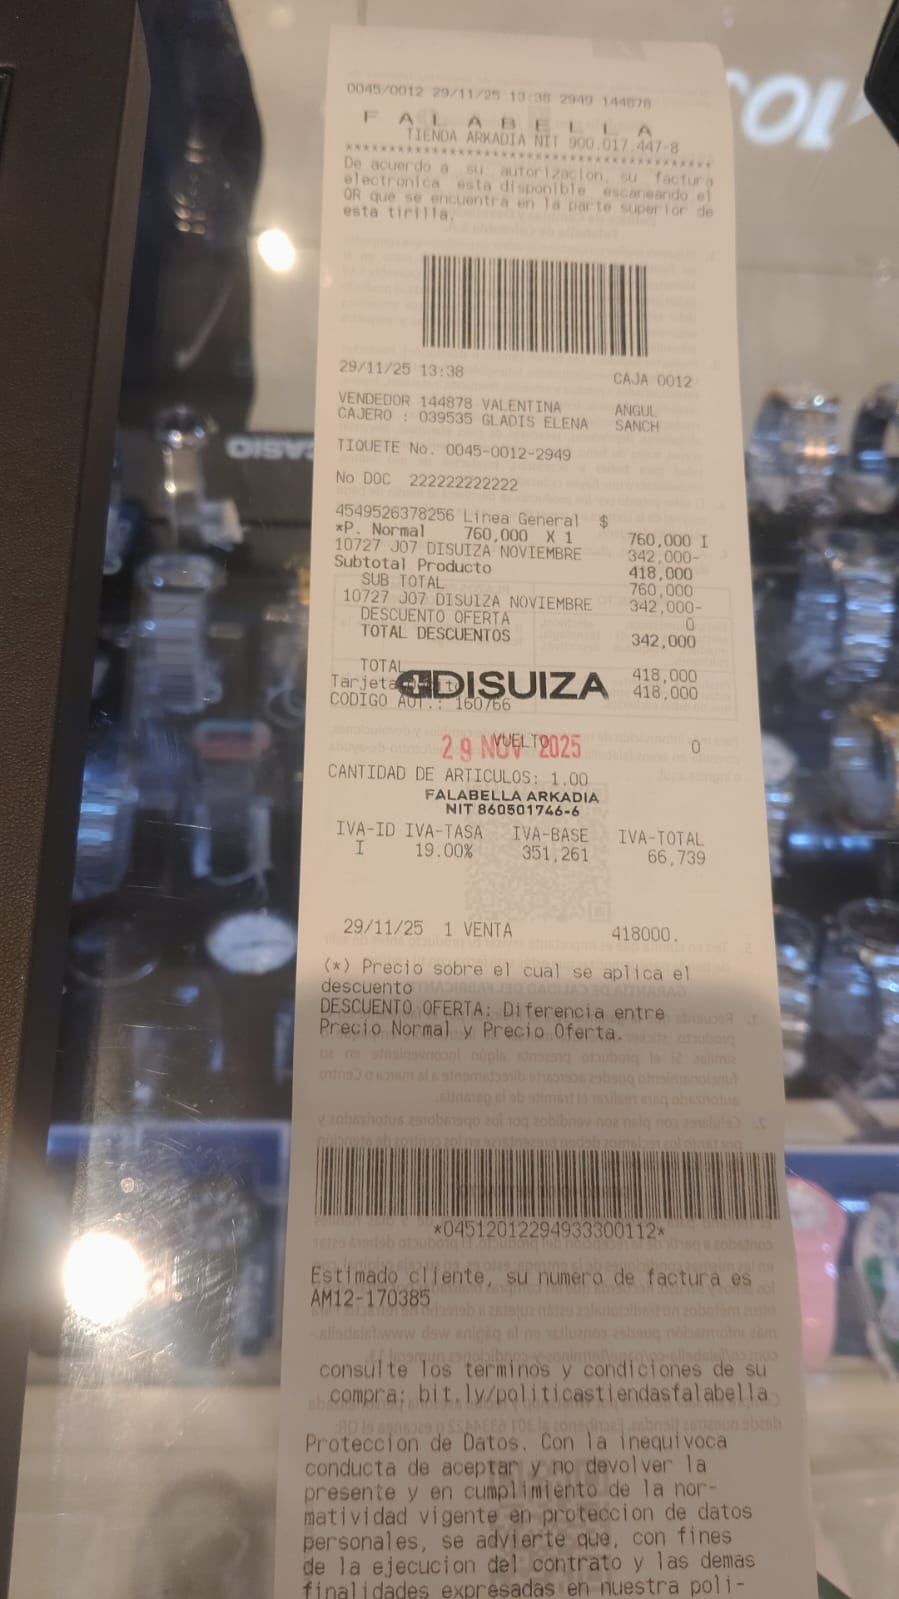 0045/0012 29/11/25 13:38 2949 144878
F A L A B E L L A
TIENDA ARKADIA NIT 900.017.447-8
****************************************
De acuerdo a su autorizacion, su factura
electronica esta disponible escaneando el
QR que se encuentra en la parte superior de
esta tirilla.
29/11/25 13:38 CAJA 0012
VENDEDOR 144878 VALENTINA ANGUL
CAJERO : 039535 GLADIS ELENA SANCH
TIQUETE No. 0045-0012-2949
No DOC 222222222222
4549526378256 Linea General $
*P. Normal 760,000 X 1 760,000 I
10727 J07 DISUIZA NOVIEMBRE 342,000-
Subtotal Producto 418,000
SUB TOTAL 760,000
10727 J07 DISUIZA NOVIEMBRE 342,000-
DESCUENTO OFERTA 0
TOTAL DESCUENTOS 342,000
TOTAL 418,000
Tarjeta 418,000
DISUIZA
CODIGO AUT.: 160766
VUELTO 0
29 NOV 2025
CANTIDAD DE ARTICULOS: 1.00
FALABELLA ARKADIA
NIT 860501746-6
IVA-ID IVA-TASA IVA-BASE IVA-TOTAL
I 19.00% 351,261 66,739
29/11/25 1 VENTA 418000.
(*) Precio sobre el cual se aplica el
descuento
DESCUENTO OFERTA: Diferencia entre
Precio Normal y Precio Oferta.
*04512012294933300112*
Estimado cliente, su numero de factura es
AM12-170385
consulte los terminos y condiciones de su
compra: bit.ly/politicastiendasfalabella
Proteccion de Datos. Con la inequivoca
conducta de aceptar y no devolver la
presente y en cumplimiento de la nor-
matividad vigente en proteccion de datos
personales, se advierte que, con fines
de la ejecucion del contrato y las demas
finalidades expresadas en nuestra poli-
CASIO